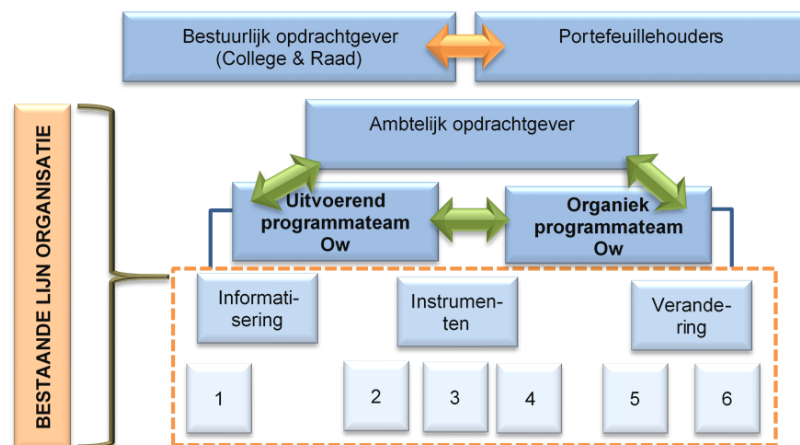 Bestuurlijk opdrachtgever
(College & Raad)
Portefeuillehouders
BESTAANDE LIJN ORGANISATIE
Ambtelijk opdrachtgever
Uitvoerend
programmateam
Ow
Organiek
programmateam
Ow
Informati-
sering
Instrumen-
ten
Verande-
ring
1
2
3
4
5
6